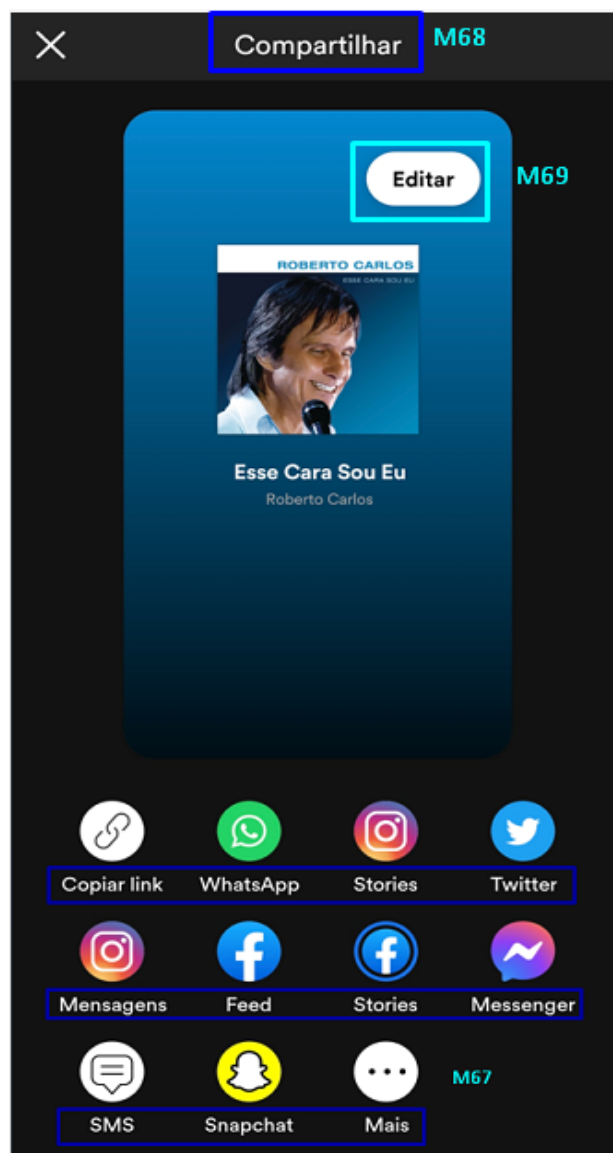 Compartilhar M68
Editar M69
ROBERTO CARLOS
ESSE CARA SOU EU
Esse Cara Sou Eu
Roberto Carlos
Copiar link WhatsApp Stories Twitter
Mensagens Feed Stories Messenger
M67
SMS Snapchat Mais